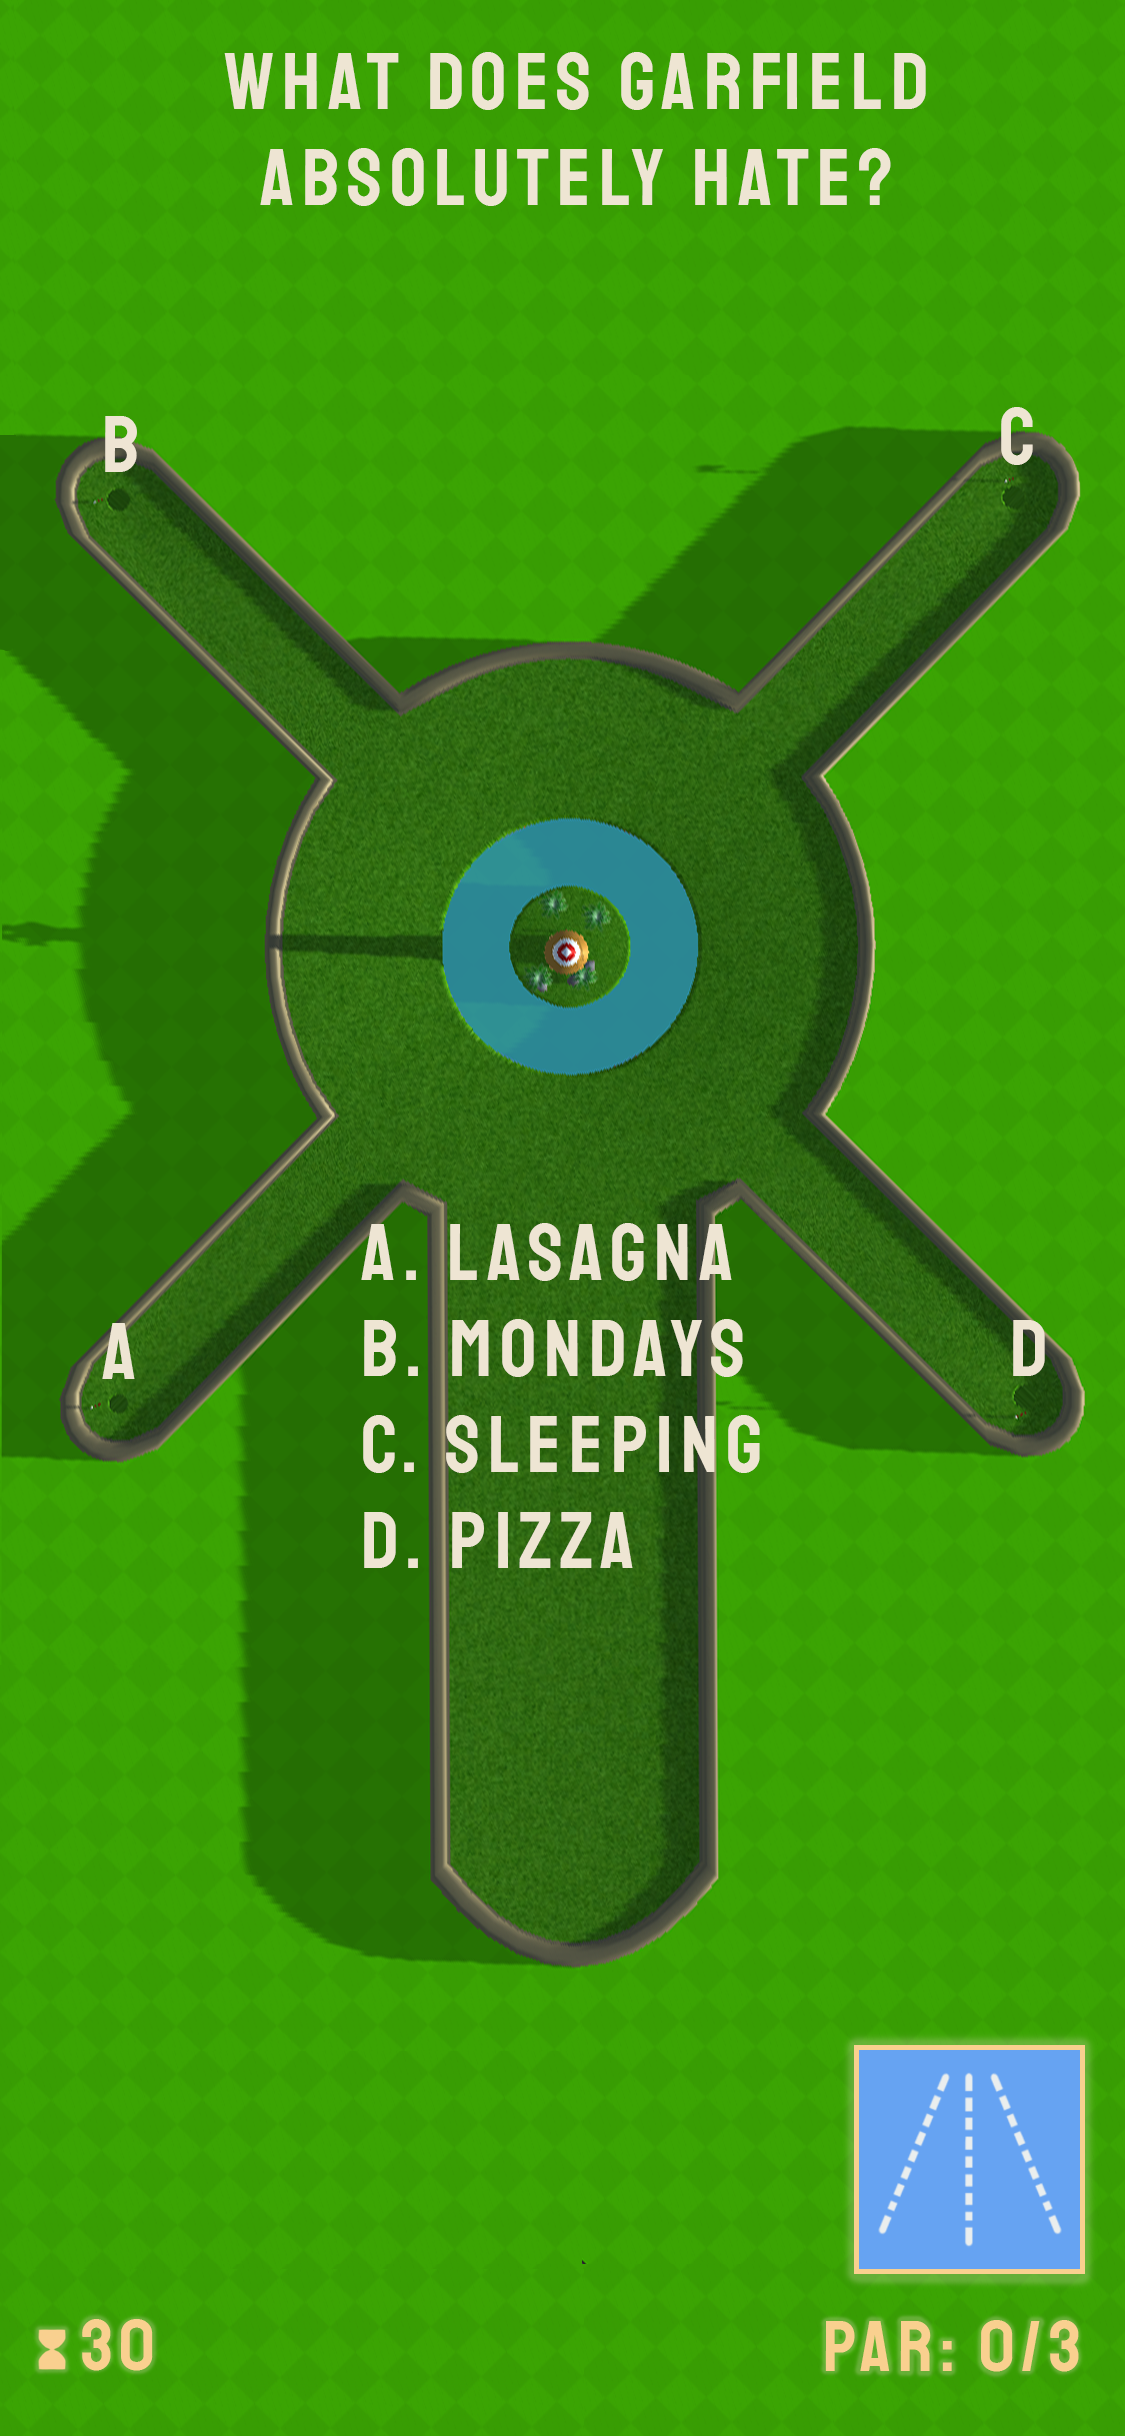 WHAT DOES GARFIELD
ABSOLUTELY HATE?
B
C
A. LASAGNA
B. MONDAYS
C. SLEEPING
D. PIZZA
A
D
30
PAR: 0/3